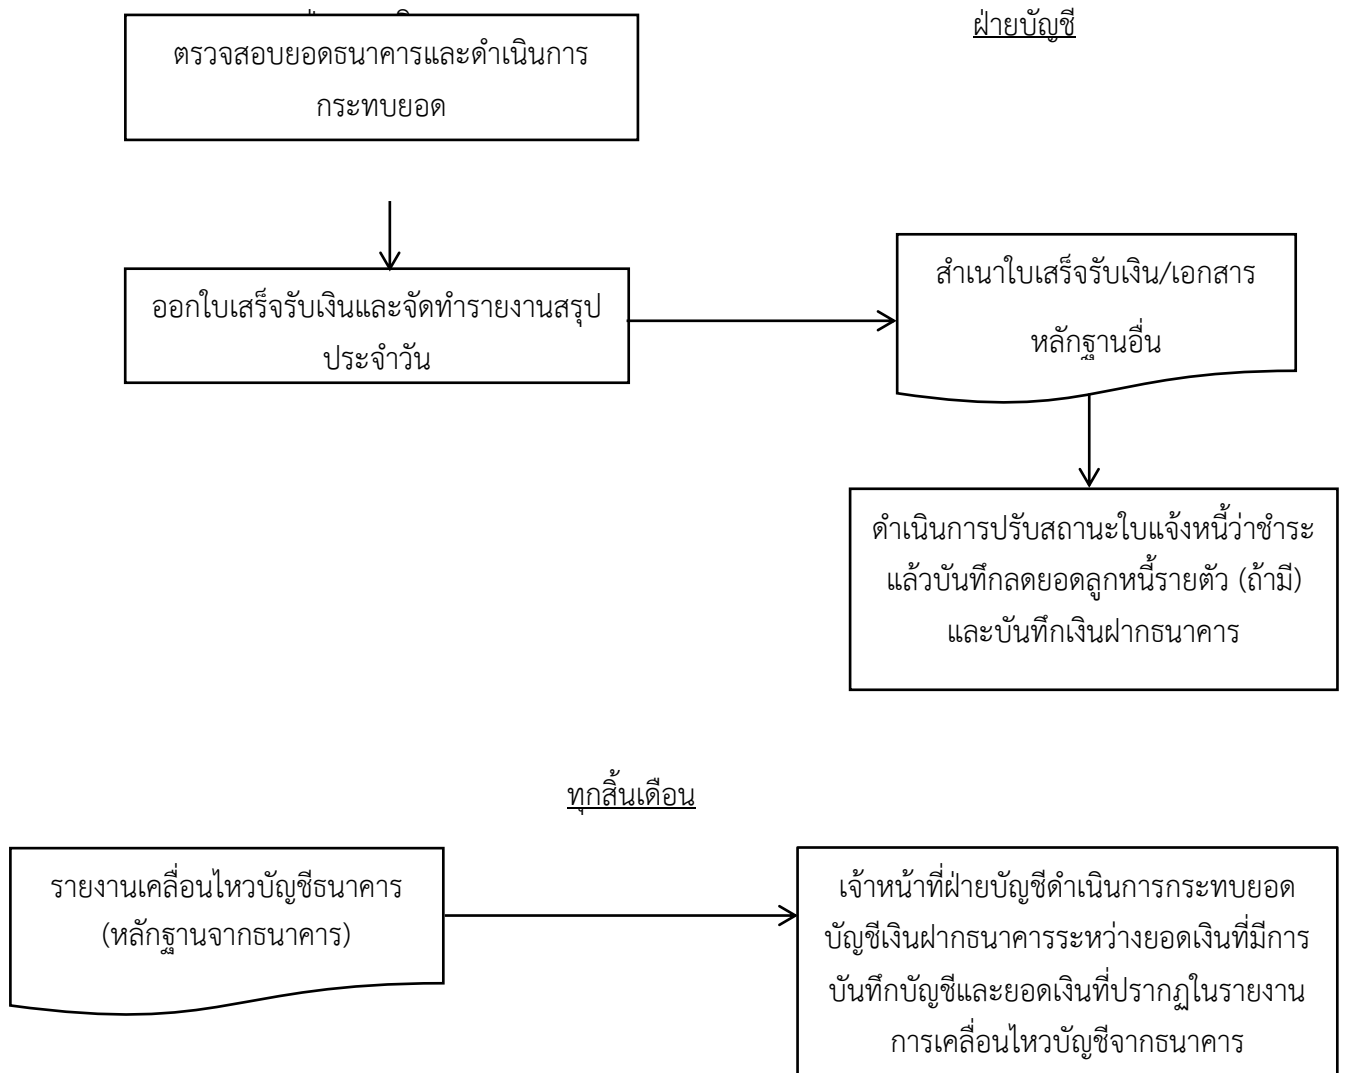 ฝ่ายบัญชี
ตรวจสอบยอดธนาคารและดำเนินการ
กระทบยอด
ออกใบเสร็จรับเงินและจัดทำรายงานสรุป
ประจำวัน
สำเนาใบเสร็จรับเงิน/เอกสาร
หลักฐานอื่น
ดำเนินการปรับสถานะใบแจ้งหนี้ว่าชำระ
แล้วบันทึกลดยอดลูกหนี้รายตัว (ถ้ามี)
และบันทึกเงินฝากธนาคาร
ทุกสิ้นเดือน
รายงานเคลื่อนไหวบัญชีธนาคาร
(หลักฐานจากธนาคาร)
เจ้าหน้าที่ฝ่ายบัญชีดำเนินการกระทบยอด
บัญชีเงินฝากธนาคารระหว่างยอดเงินที่มีการ
บันทึกบัญชีและยอดเงินที่ปรากฏในรายงาน
การเคลื่อนไหวบัญชีจากธนาคาร